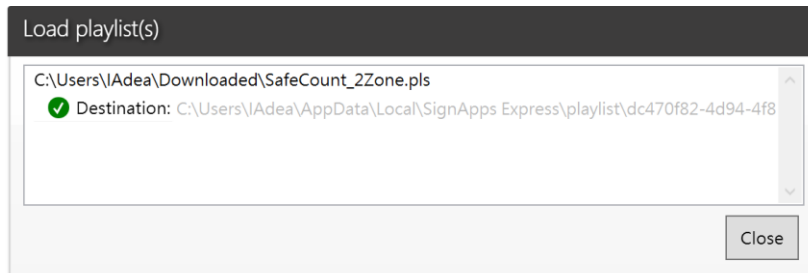 Load playlist(s)
C:\Users\IAdea\Downloaded\SafeCount_2Zone.pls
Destination: C:\Users\IAdea\AppData\Local\SignApps Express\playlist\dc470f82-4d94-4f8
Close